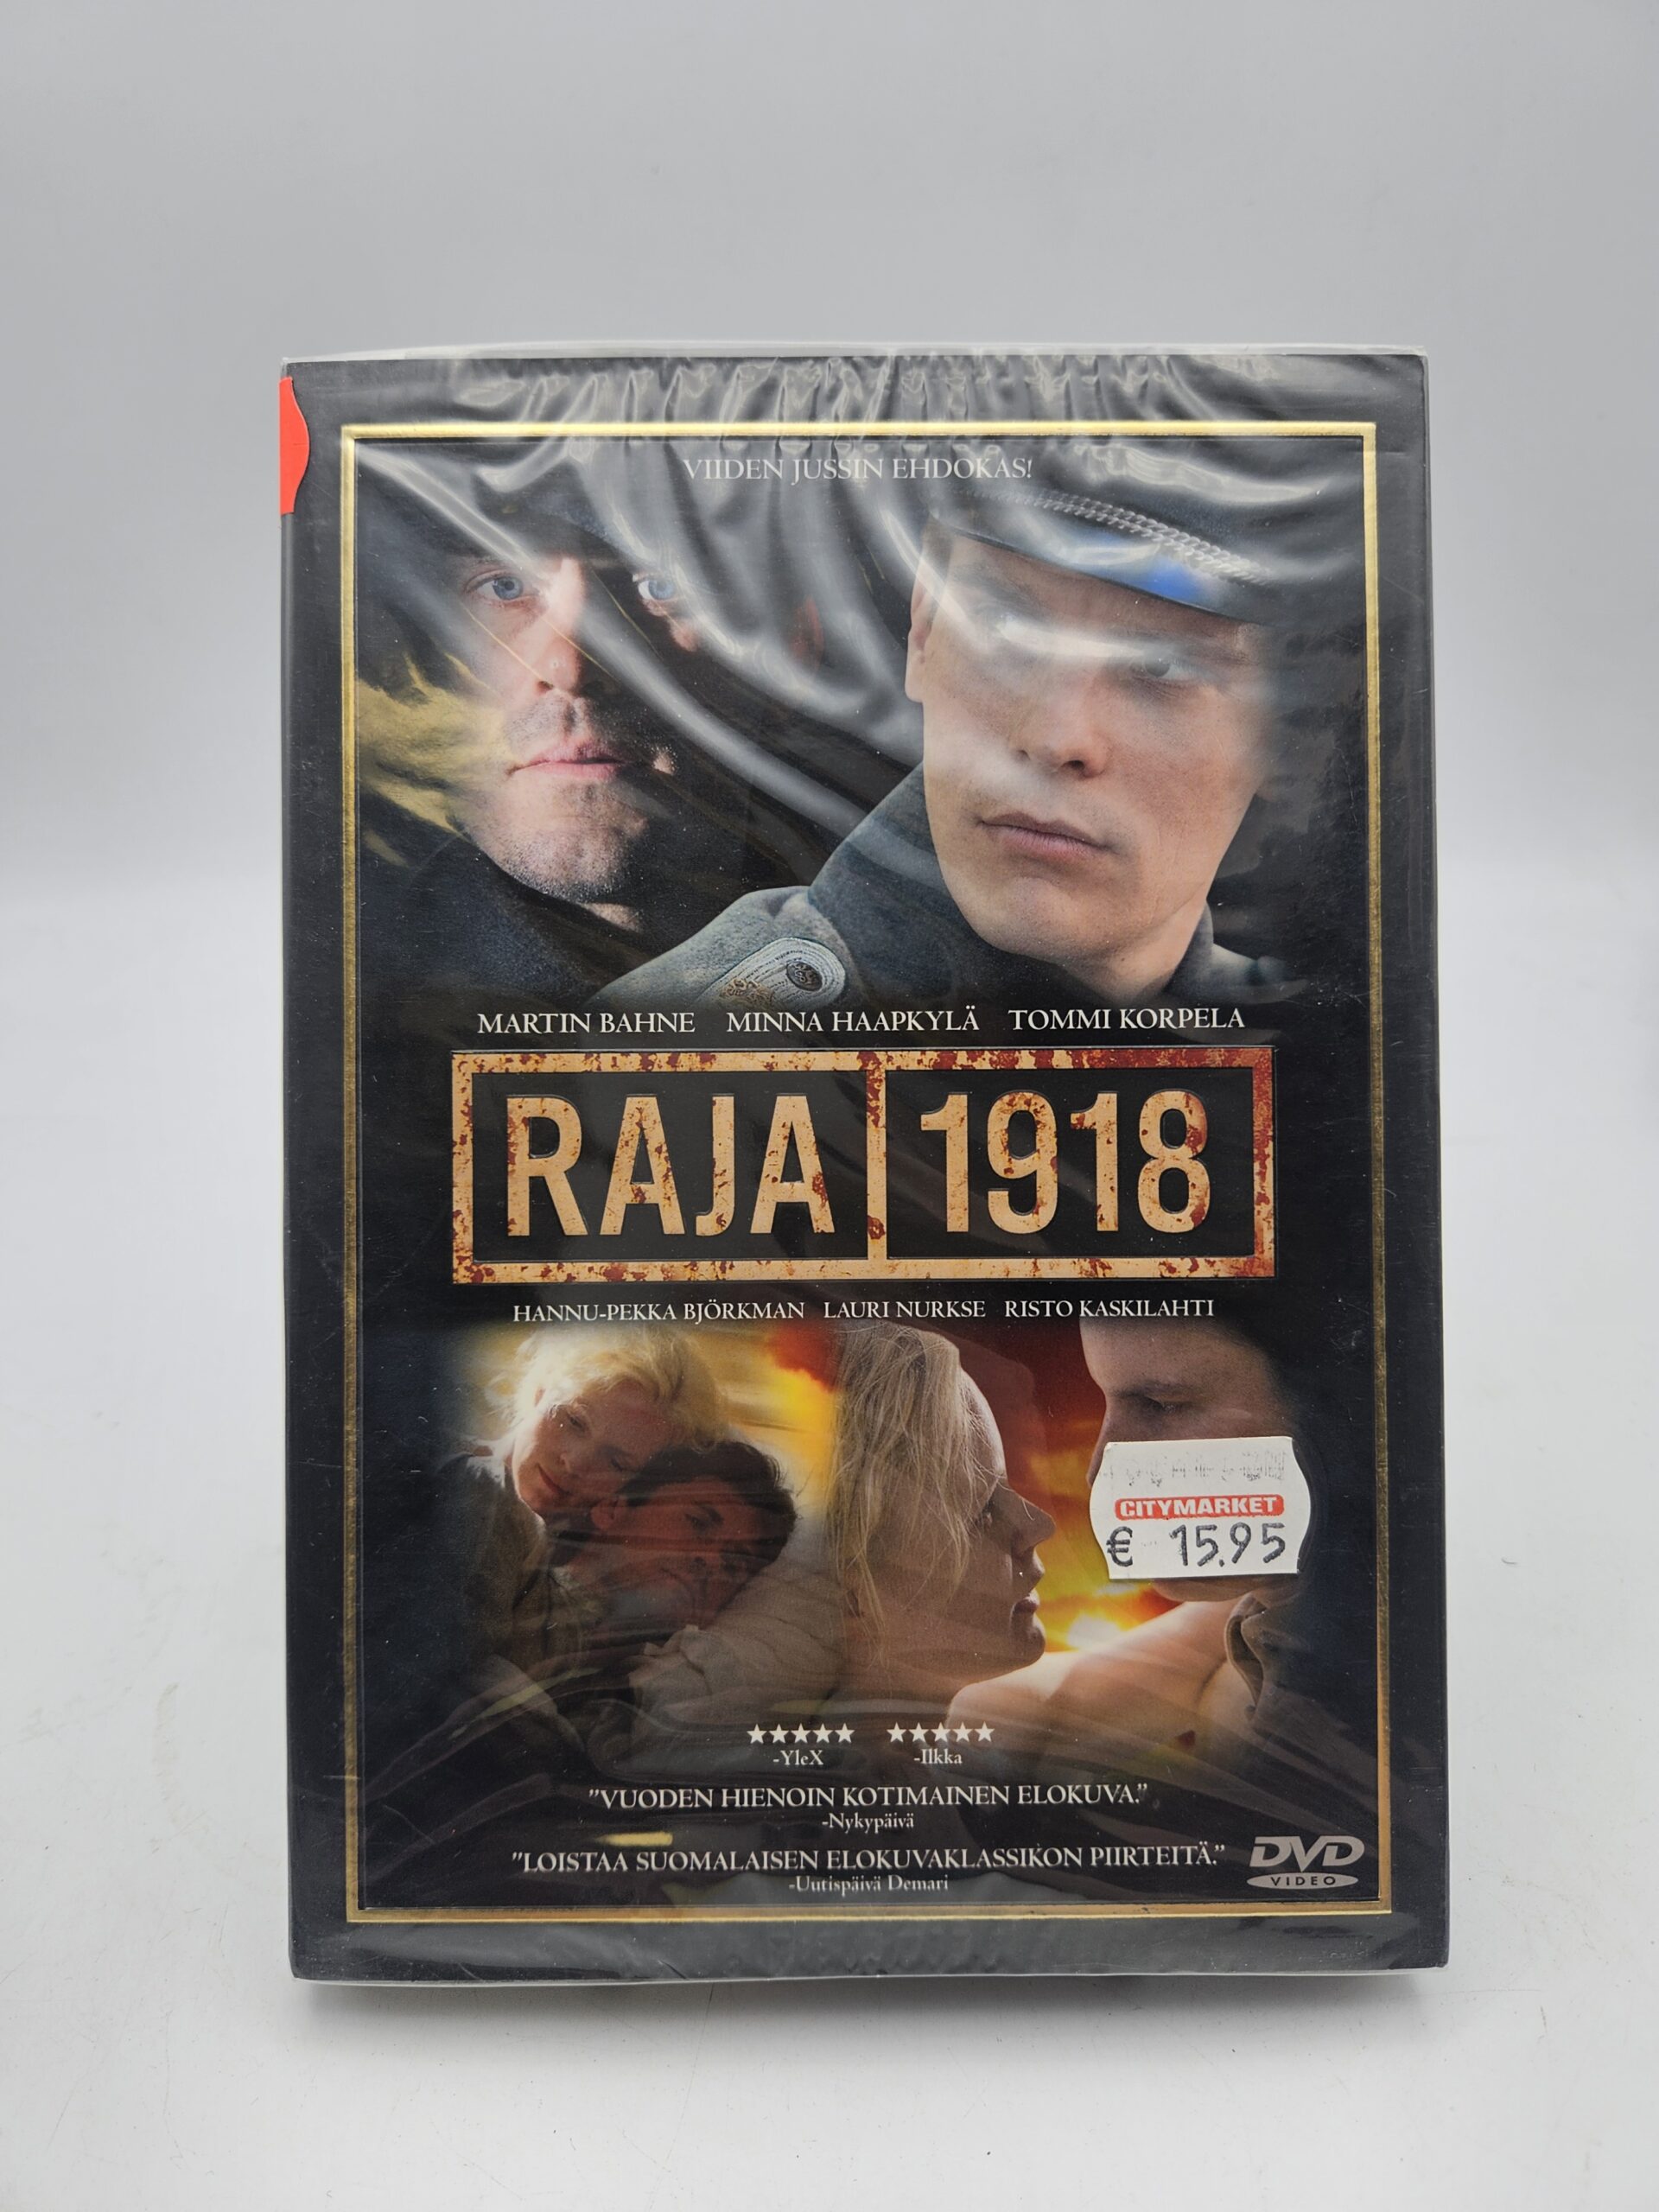 VIIDEN JUSSIN EHDOKAS!
MARTIN BAHNE MINNA HAAPKYLÄ TOMMI KORPELA
RAJA 1918
HANNU-PEKKA BJÖRKMAN LAURI NURKSE RISTO KASKILAHTI
CITYMARKET
€ 15.95
★★★★★ ★★★★★
-YleX -Ilkka
"VUODEN HIENOIN KOTIMAINEN ELOKUVA."
-Nykypäivä
"LOISTAA SUOMALAISEN ELOKUVAKLASSIKON PIIRTEITÄ."
-Uutispäivä Demari
DVD
VIDEO